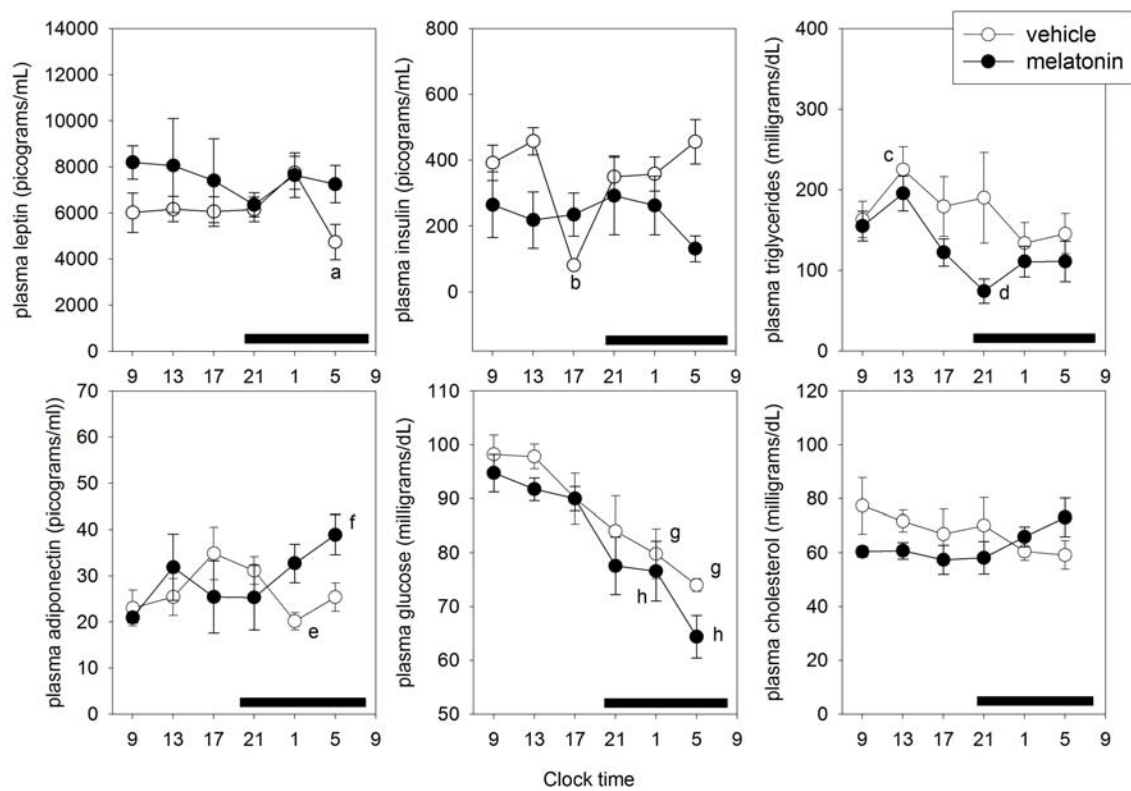 vehicle
melatonin
plasma leptin (picograms/mL)
14000
12000
10000
8000
6000
4000
2000
0
a
9 13 17 21 1 5 9
plasma insulin (picograms/mL)
800
600
400
200
0
b
9 13 17 21 1 5 9
plasma triglycerides (milligrams/dL)
400
300
200
100
0
c
d
9 13 17 21 1 5 9
plasma adiponectin (picograms/ml))
70
60
50
40
30
20
10
0
f
e
9 13 17 21 1 5 9
plasma glucose (milligrams/dL)
110
100
90
80
70
60
50
g
g
h
h
9 13 17 21 1 5 9
plasma cholesterol (milligrams/dL)
120
100
80
60
40
20
0
9 13 17 21 1 5 9
Clock time